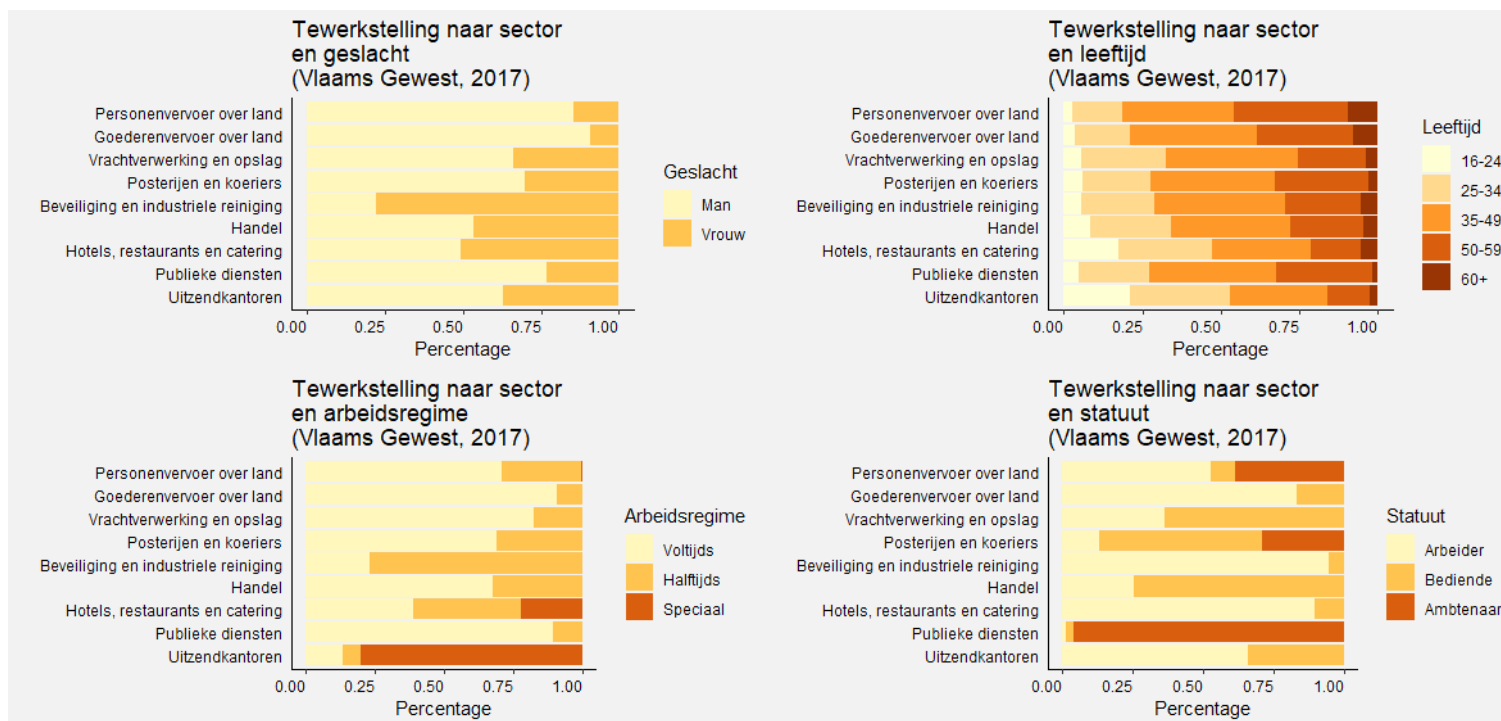 Tewerkstelling naar sector
en geslacht
(Vlaams Gewest, 2017)
Personenvervoer over land
Goederenvervoer over land
Vrachtverwerking en opslag
Posterijen en koeriers
Beveiliging en industriele reiniging
Handel
Hotels, restaurants en catering
Publieke diensten
Uitzendkantoren
0.00 0.25 0.50 0.75 1.00
Percentage
Geslacht
Man
Vrouw
Tewerkstelling naar sector
en leeftijd
(Vlaams Gewest, 2017)
Personenvervoer over land
Goederenvervoer over land
Vrachtverwerking en opslag
Posterijen en koeriers
Beveiliging en industriele reiniging
Handel
Hotels, restaurants en catering
Publieke diensten
Uitzendkantoren
0.00 0.25 0.50 0.75 1.00
Percentage
Leeftijd
16-24
25-34
35-49
50-59
60+
Tewerkstelling naar sector
en arbeidsregime
(Vlaams Gewest, 2017)
Personenvervoer over land
Goederenvervoer over land
Vrachtverwerking en opslag
Posterijen en koeriers
Beveiliging en industriele reiniging
Handel
Hotels, restaurants en catering
Publieke diensten
Uitzendkantoren
0.00 0.25 0.50 0.75 1.00
Percentage
Arbeidsregime
Voltijds
Halftijds
Speciaal
Tewerkstelling naar sector
en statuut
(Vlaams Gewest, 2017)
Personenvervoer over land
Goederenvervoer over land
Vrachtverwerking en opslag
Posterijen en koeriers
Beveiliging en industriele reiniging
Handel
Hotels, restaurants en catering
Publieke diensten
Uitzendkantoren
0.00 0.25 0.50 0.75 1.00
Percentage
Statuut
Arbeider
Bediende
Ambtenaar